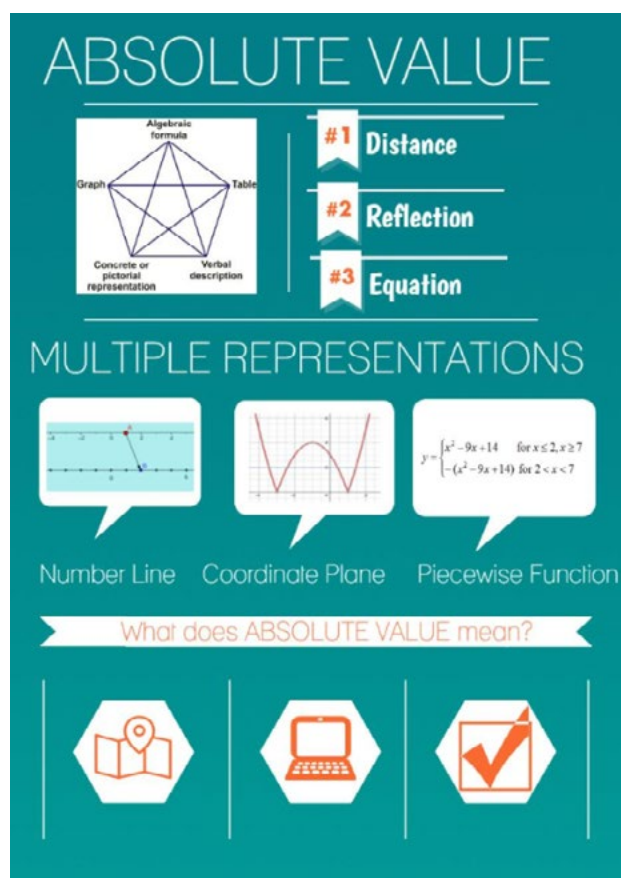 ABSOLUTE VALUE
Algebraic
formula
Graph
Table
Concrete or
pictorial
representation
Verbal
description
#1 Distance
#2 Reflection
#3 Equation
MULTIPLE REPRESENTATIONS
A
B
y = { x² − 9x + 14 for x ≤ 2, x ≥ 7
−(x² − 9x + 14) for 2 < x < 7
Number Line
Coordinate Plane
Piecewise Function
What does ABSOLUTE VALUE mean?